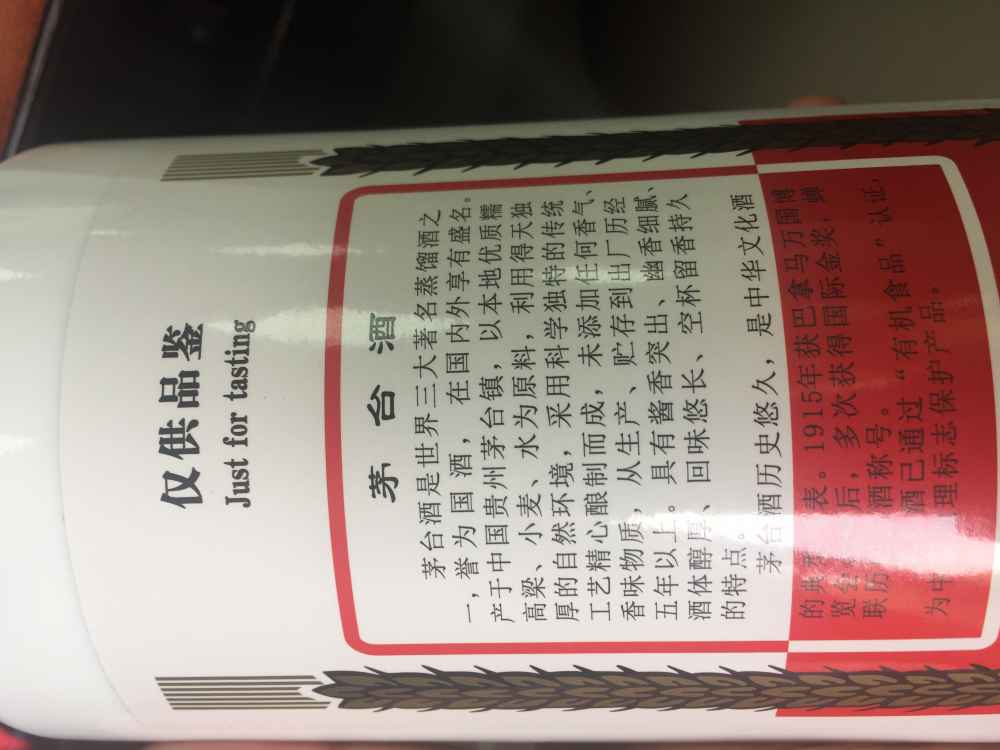 仅供品鉴
Just for tasting
茅台酒
茅台酒是世界三大著名蒸馏酒之
一，誉为国酒，在国内外享有盛名。
产于中国贵州茅台镇，以本地优质糯
高粱、小麦、水为原料，利用得天独
厚的自然环境，采用科学独特的传统
工艺精心酿制而成，未添加任何香气、
香味物质，从生产、贮存到出厂历经
五年以上。具有酱香突出、幽香细腻、
酒体醇厚、回味悠长、空杯留香持久
的特点。
茅台酒历史悠久，是中华文化酒
的典 表。1915年获巴拿马万国博
览会 后，多次获得国际金奖，蝉
联历 酒称号。
酒已通过“有机食品”认证，
为中 理标志保护产品。